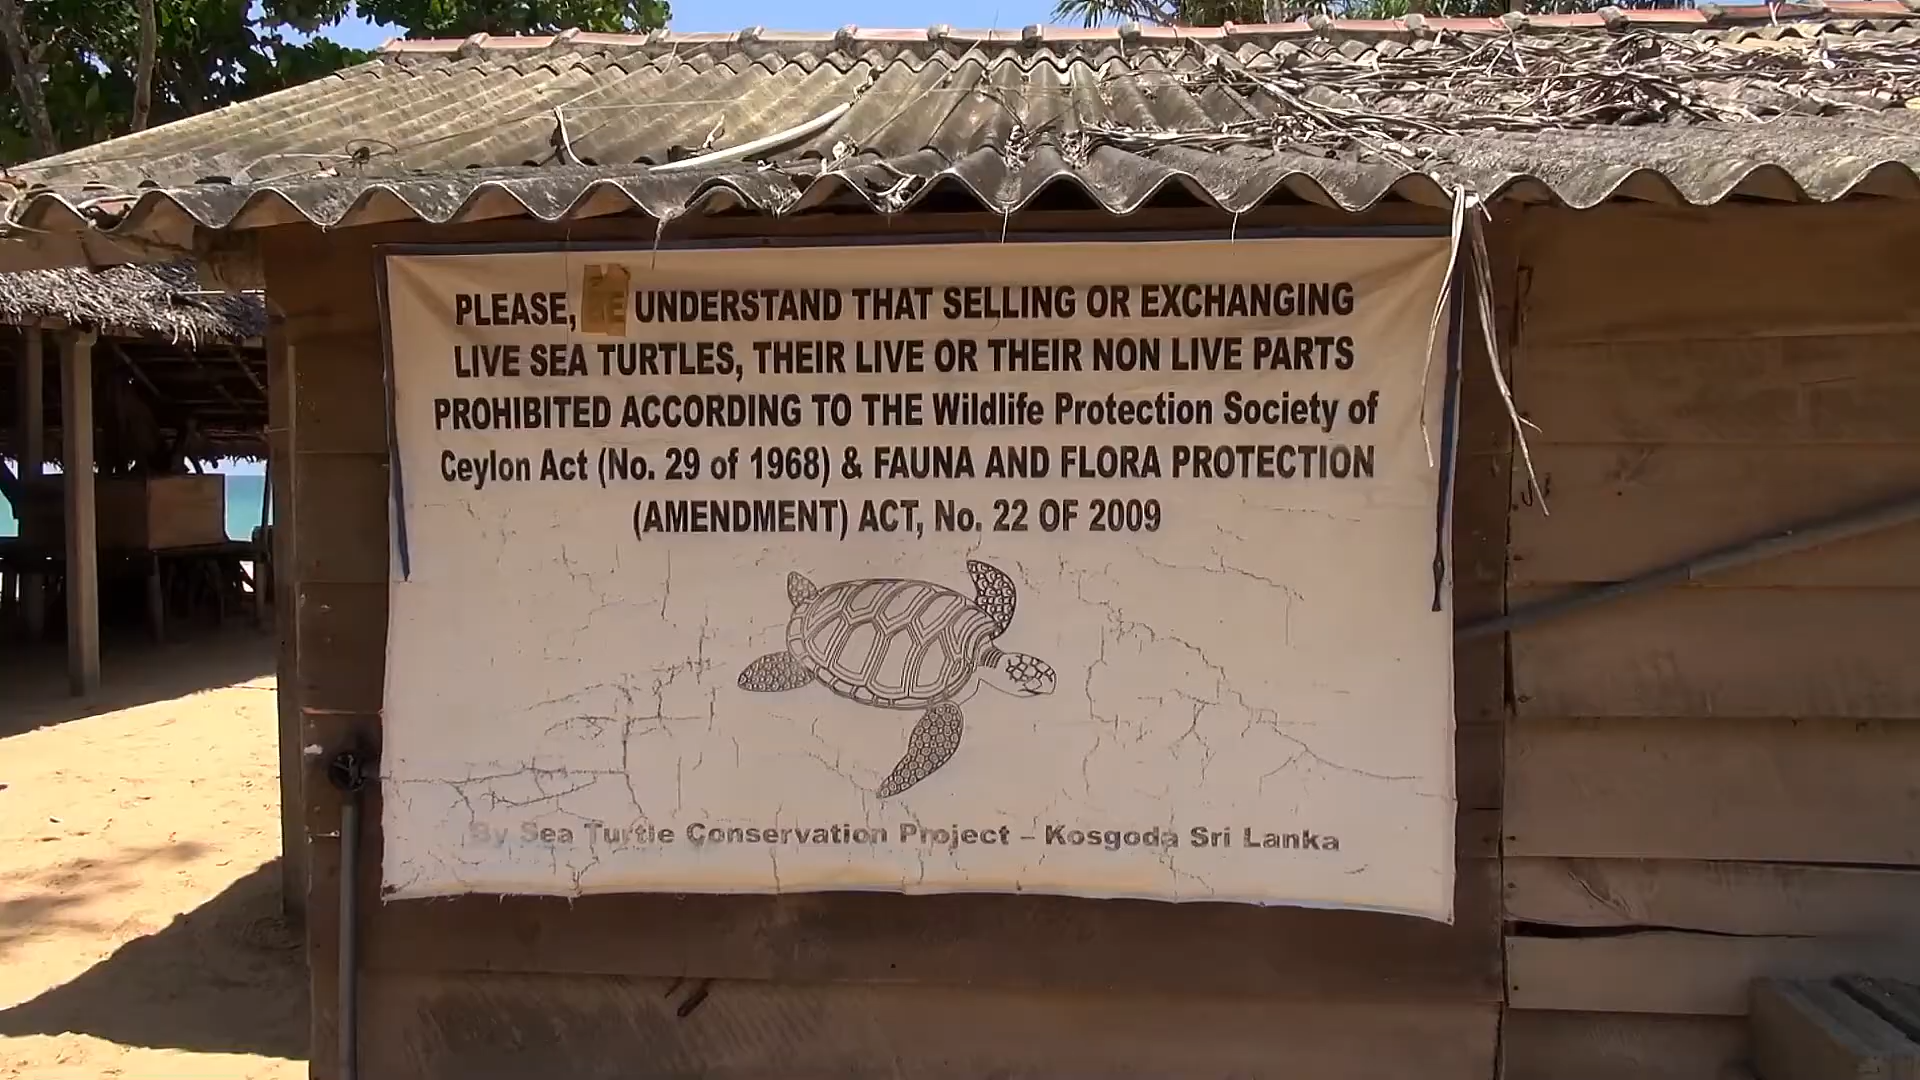 PLEASE, BE UNDERSTAND THAT SELLING OR EXCHANGING
LIVE SEA TURTLES, THEIR LIVE OR THEIR NON LIVE PARTS
PROHIBITED ACCORDING TO THE Wildlife Protection Society of
Ceylon Act (No. 29 of 1968) & FAUNA AND FLORA PROTECTION
(AMENDMENT) ACT, No. 22 OF 2009
By Sea Turtle Conservation Project – Kosgoda Sri Lanka